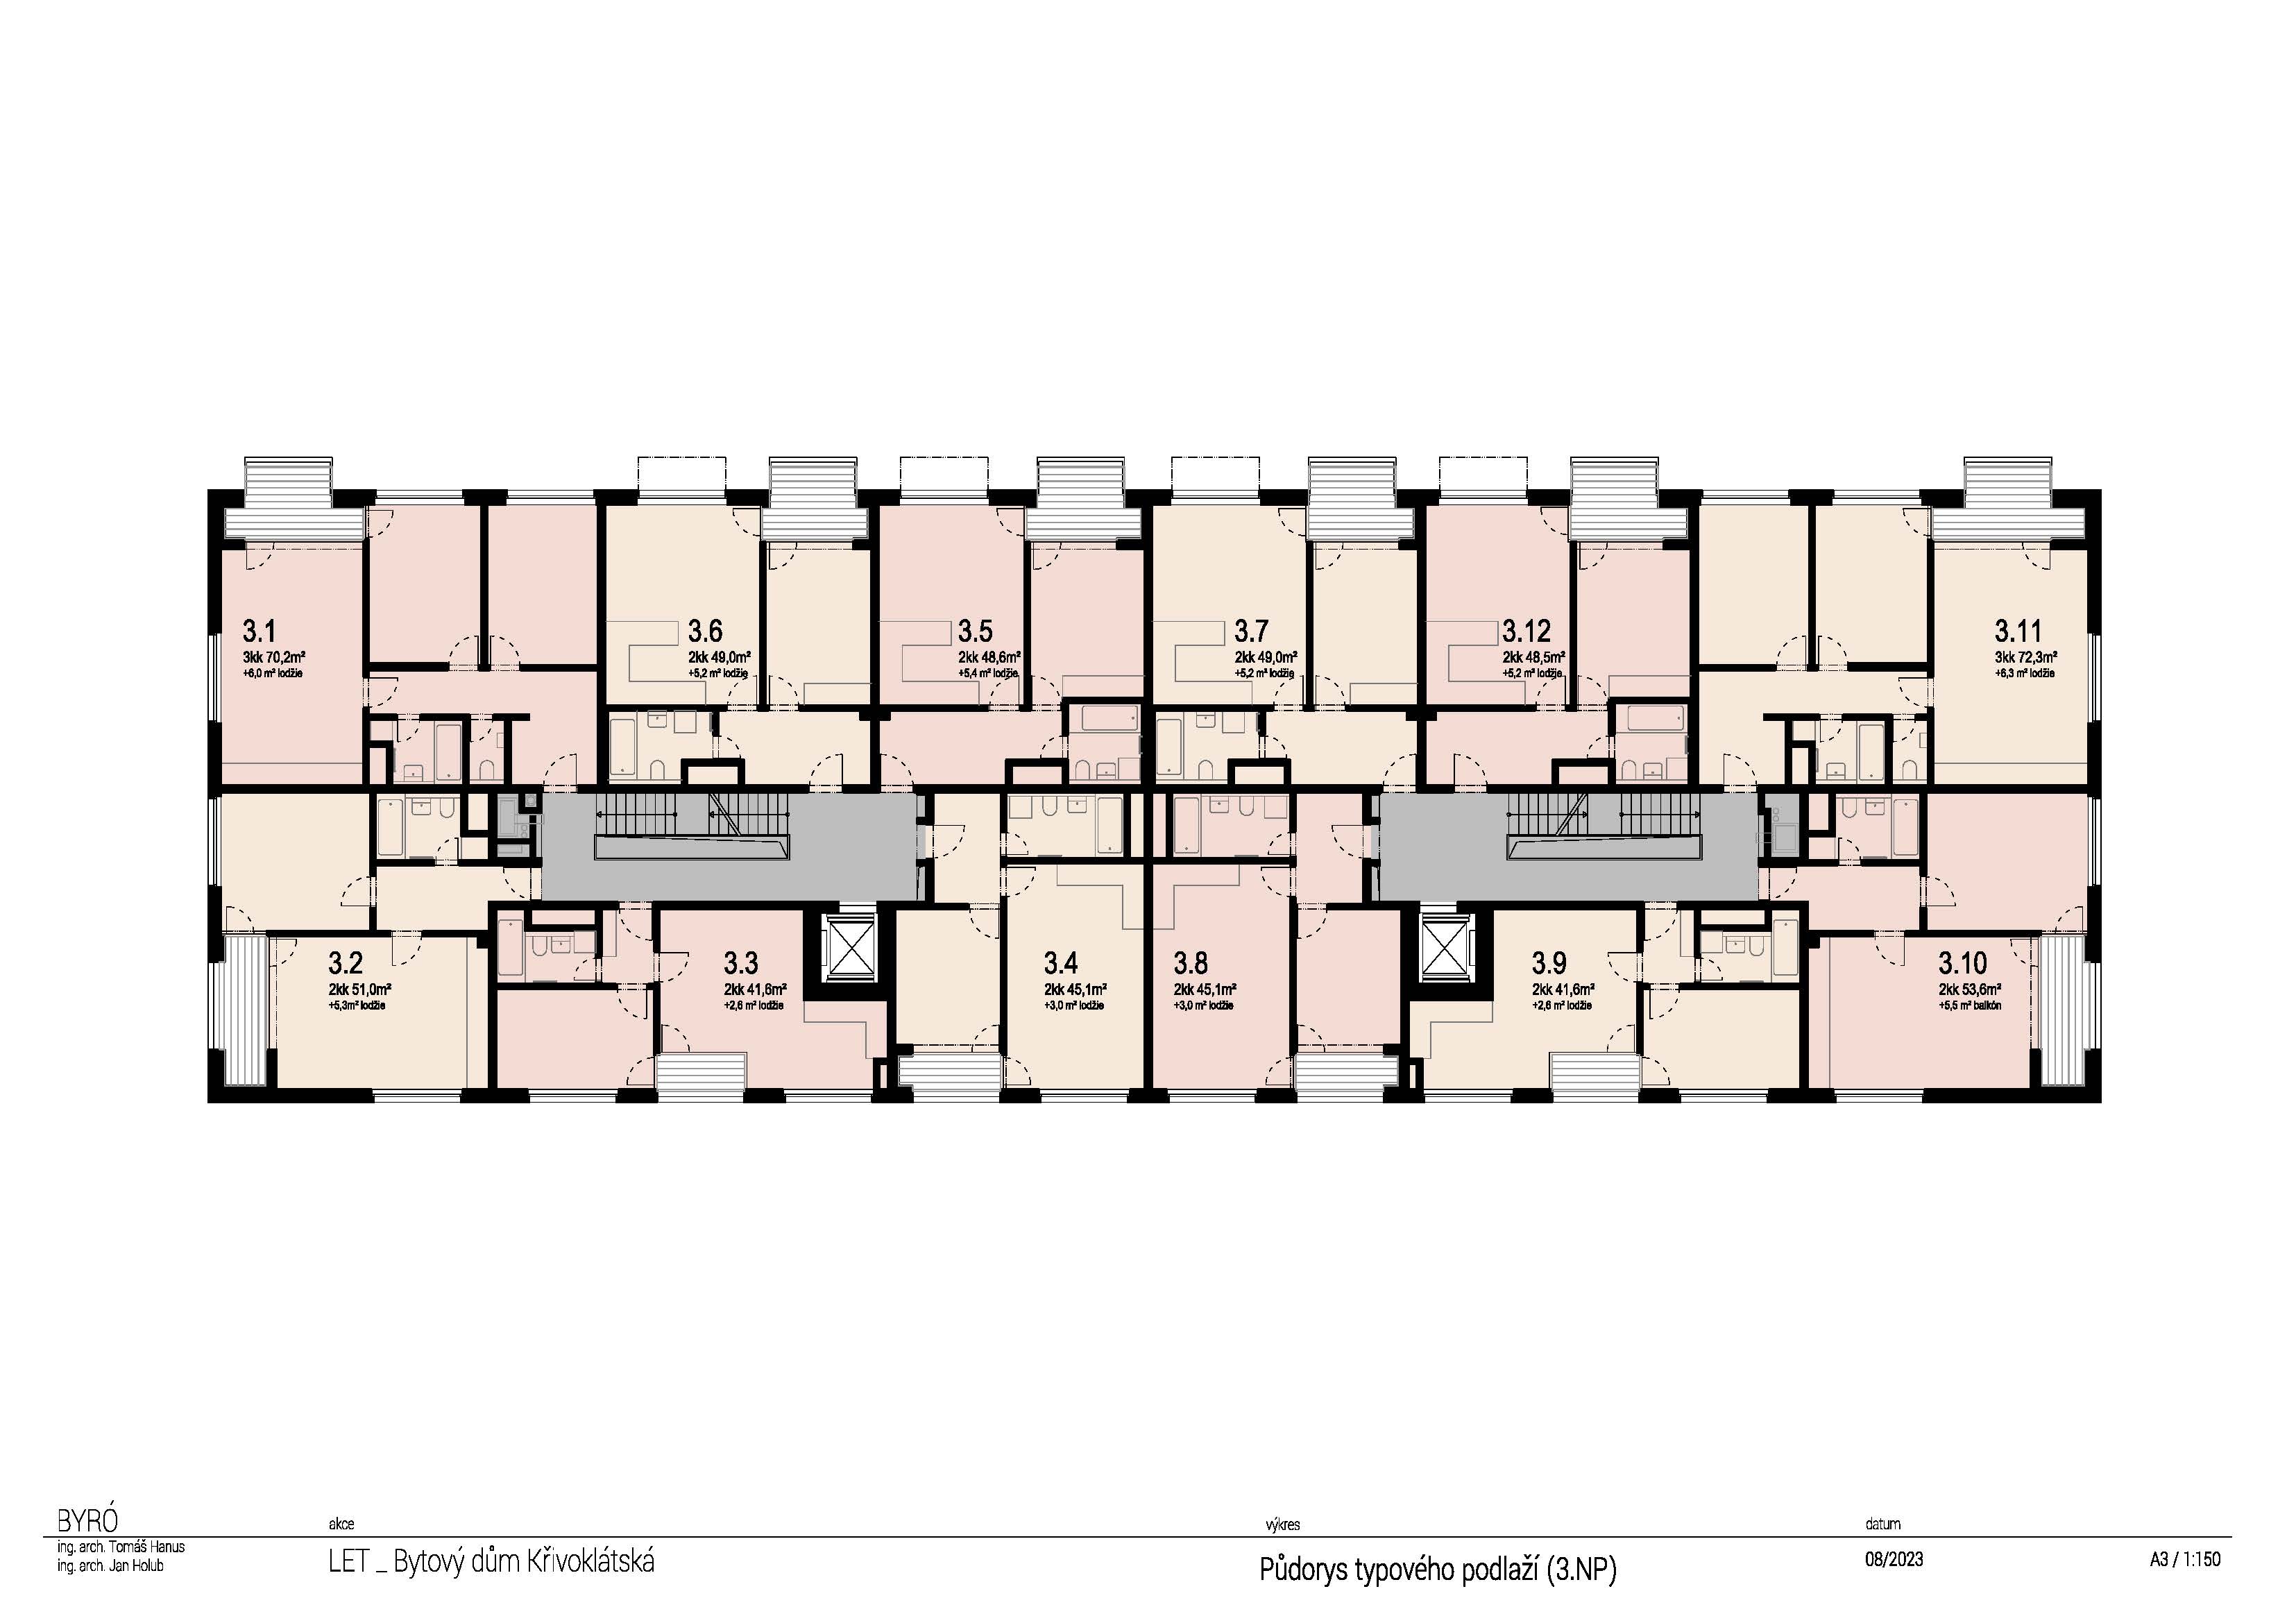 3.1
3kk 70,2m²
+6,0 m² lodžie
3.6
2kk 49,0m²
+5,2 m² lodžie
3.5
2kk 48,6m²
+5,4 m² lodžie
3.7
2kk 49,0m²
+5,2 m² lodžie
3.12
2kk 48,5m²
+5,2 m² lodžie
3.11
3kk 72,3m²
+6,3 m² lodžie
3.2
2kk 51,0m²
+5,3m² lodžie
3.3
2kk 41,6m²
+2,6 m² lodžie
3.4
2kk 45,1m²
+3,0 m² lodžie
3.8
2kk 45,1m²
+3,0 m² lodžie
3.9
2kk 41,6m²
+2,6 m² lodžie
3.10
2kk 53,6m²
+5,5 m² balkón
BYRÓ
ing. arch. Tomáš Hanus
ing. arch. Jan Holub
akce
LET _ Bytový dům Křivoklátská
výkres
Půdorys typového podlaží (3.NP)
datum
08/2023
A3 / 1:150